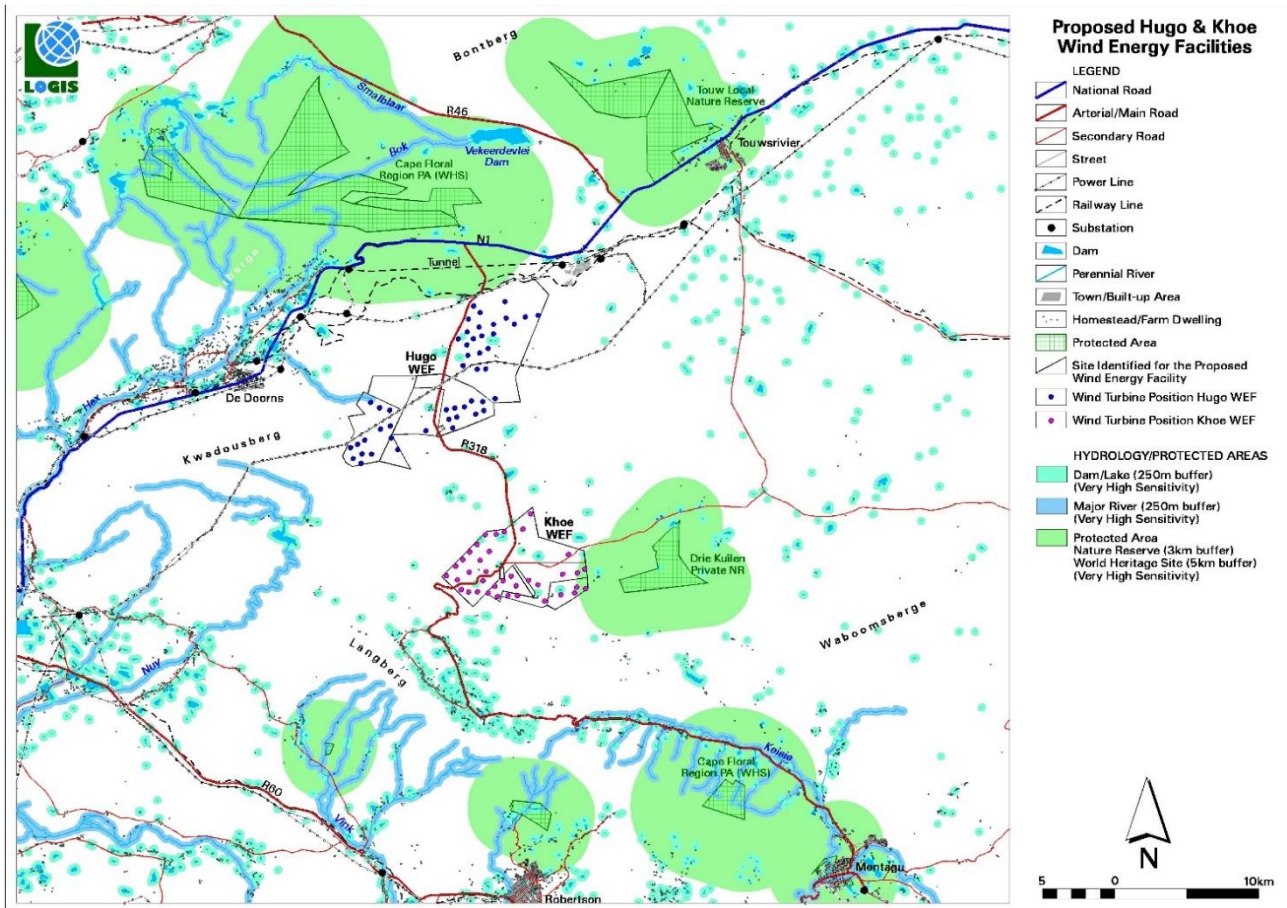 LOGIS
Bontberg
Smalblaar
R46
Touw Local
Nature Reserve
Touwsrivier
Bok
Vekeerdevlei
Dam
Cape Floral
Region PA (WHS)
N1
Tunnel
berge
Hugo
WEF
De Doorns
Hex
Kwadousberg
R318
Khoe
WEF
Drie Kuilen
Private NR
Waboomsberge
Langberg
Nuy
Keisie
Cape Floral
Region PA (WHS)
R60
Vink
Montagu
Robertson
Proposed Hugo & Khoe
Wind Energy Facilities
LEGEND
National Road
Arterial/Main Road
Secondary Road
Street
Power Line
Railway Line
Substation
Dam
Perennial River
Town/Built-up Area
Homestead/Farm Dwelling
Protected Area
Site Identified for the Proposed
Wind Energy Facility
Wind Turbine Position Hugo WEF
Wind Turbine Position Khoe WEF
HYDROLOGY/PROTECTED AREAS
Dam/Lake (250m buffer)
(Very High Sensitivity)
Major River (250m buffer)
(Very High Sensitivity)
Protected Area
Nature Reserve (3km buffer)
World Heritage Site (5km buffer)
(Very High Sensitivity)
N
5 0 10km